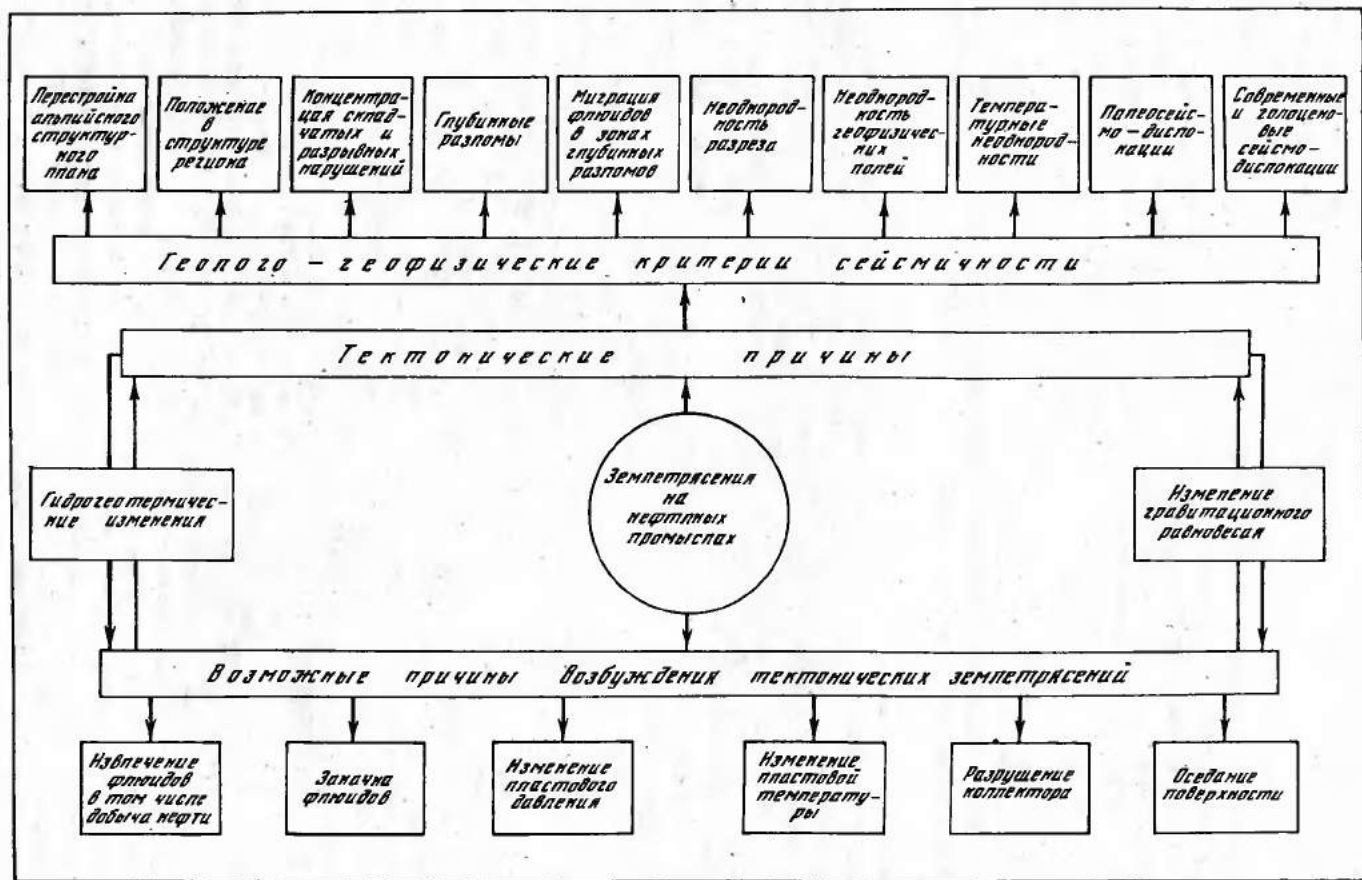 Перестройка
альпийского
структур-
ного
плана
Положение
в
структуре
региона
Концентра-
ция склад-
чатых и
разрывных
нарушений
Глубинные
разломы
Миграция
флюидов
в зонах
глубинных
разломов
Неоднород-
ность
разреза
Неоднород-
ность
геофизичес-
ких
полей
Темпера-
турные
неоднород-
ности
Палеосейс-
мо-дисло-
кации
Современные
и голоцено-
вые
сейсмо-
дислокации
Геолого-геофизические критерии сейсмичности
Тектонические причины
Гидрогеотермичес-
кие изменения
Землетрясения
на
нефтяных
промыслах
Изменение
гравитационного
равновесия
Возможные причины возбуждения тектонических землетрясений
Извлечение
флюидов
в том числе
добыча нефти
Закачка
флюидов
Изменение
пластового
давления
Изменение
пластовой
температу-
ры
Разрушение
коллектора
Оседание
поверхности